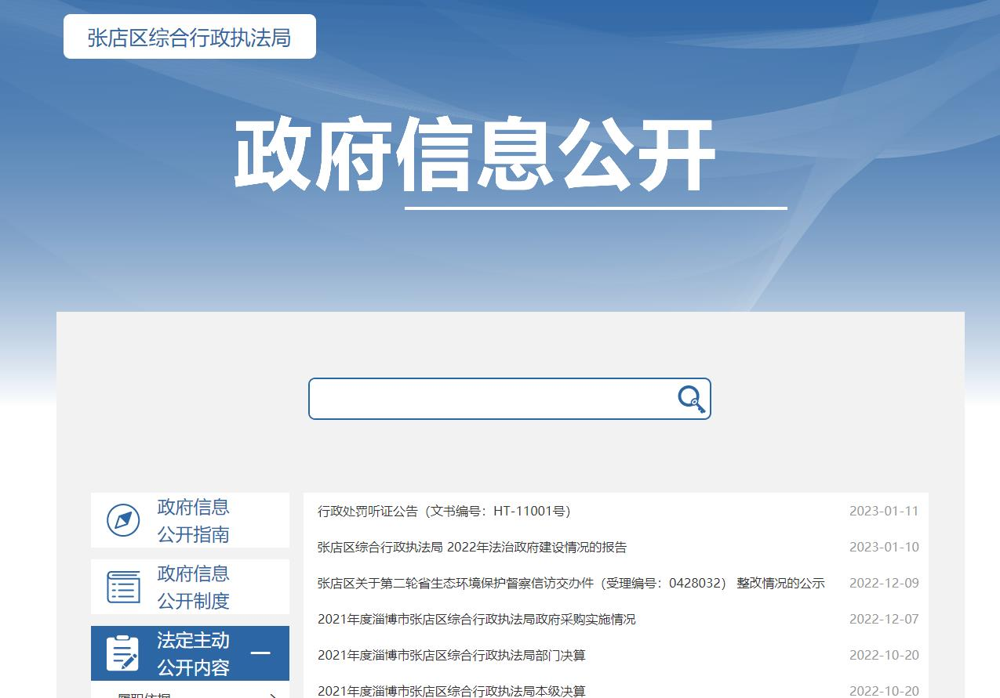 张店区综合行政执法局
政府信息公开
政府信息
公开指南
政府信息
公开制度
法定主动
公开内容
履职依据
行政处罚听证公告（文书编号：HT-11001号） 2023-01-11
张店区综合行政执法局 2022年法治政府建设情况的报告 2023-01-10
张店区关于第二轮省生态环境保护督察信访交办件（受理编号：0428032） 整改情况的公示 2022-12-09
2021年度淄博市张店区综合行政执法局政府采购实施情况 2022-12-07
2021年度淄博市张店区综合行政执法局部门决算 2022-10-20
2021年度淄博市张店区综合行政执法局本级决算 2022-10-20